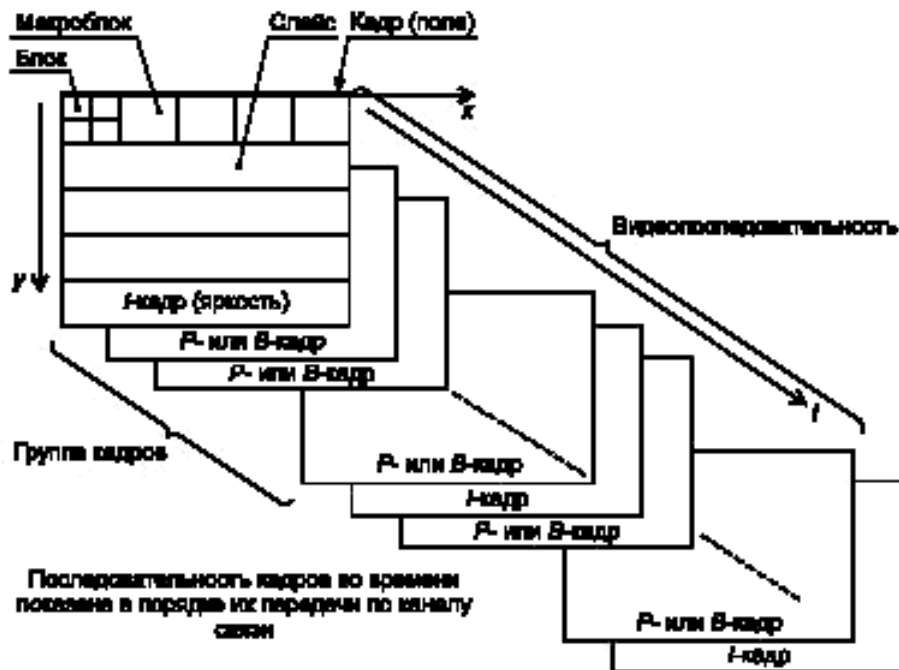 Макроблок
Слайс
Кадр (поле)
Блок
x
Видеопоследовательность
y
I-кадр (яркость)
P- или B-кадр
P- или B-кадр
t
Группа кадров
P- или B-кадр
I-кадр
P- или B-кадр
Последовательность кадров во времени
показана в порядке их передачи по каналу
связи
P- или B-кадр
I-кадр